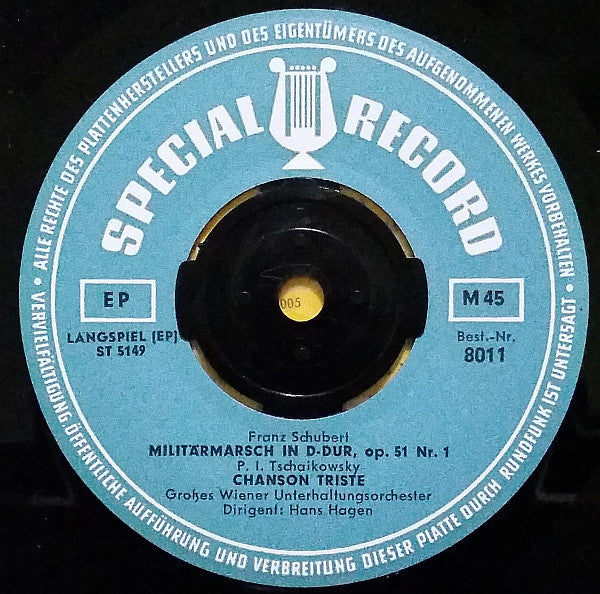 · ALLE RECHTE DES PLATTENHERSTELLERS UND DES EIGENTÜMERS DES AUFGENOMMENEN WERKES VORBEHALTEN ·
SPECIAL RECORD
EP
M 45
LANGSPIEL (EP)
ST 5149
Best.-Nr.
8011
005
Franz Schubert
MILITÄRMARSCH IN D-DUR, op. 51 Nr. 1
P. I. Tschaikowsky
CHANSON TRISTE
Großes Wiener Unterhaltungsorchester
Dirigent: Hans Hagen
VERVIELFÄLTIGUNG, ÖFFENTLICHE AUFFÜHRUNG UND VERBREITUNG DIESER PLATTE DURCH RUNDFUNK IST UNTERSAGT